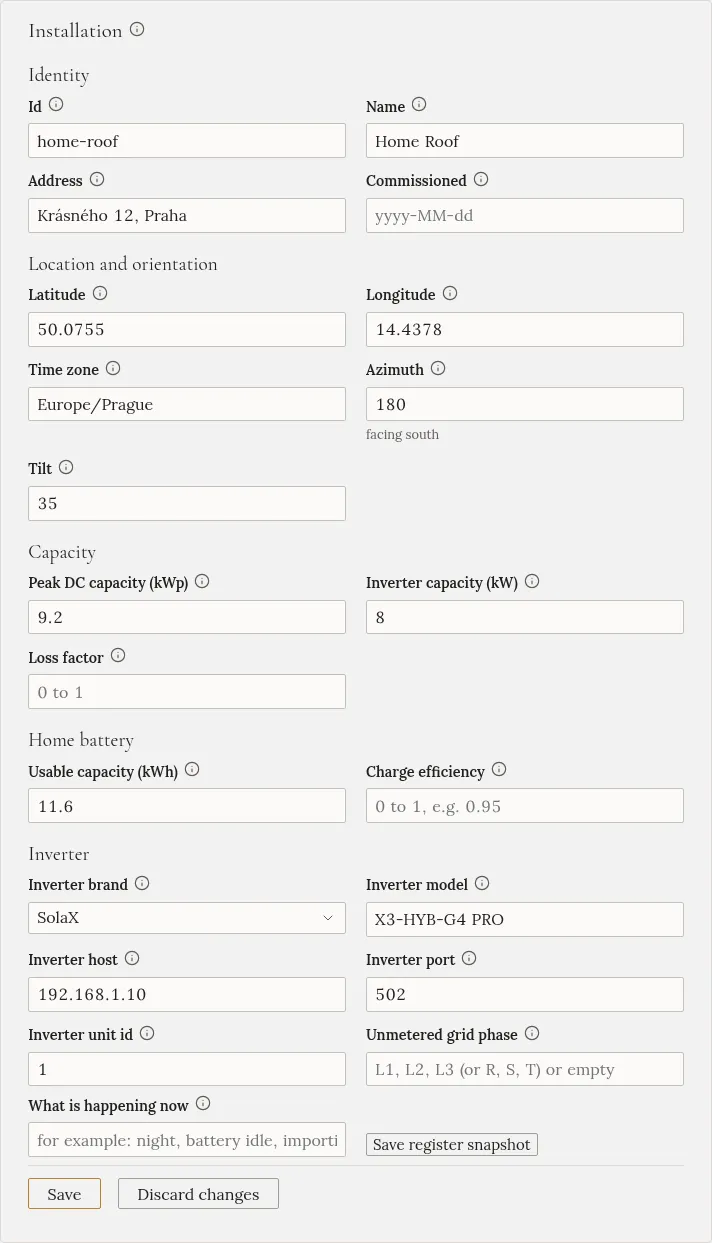 Installation
Identity
Id
Name
home-roof
Home Roof
Address
Commissioned
Krásného 12, Praha
yyyy-MM-dd
Location and orientation
Latitude
Longitude
50.0755
14.4378
Time zone
Azimuth
Europe/Prague
180
facing south
Tilt
35
Capacity
Peak DC capacity (kWp)
Inverter capacity (kW)
9.2
8
Loss factor
0 to 1
Home battery
Usable capacity (kWh)
Charge efficiency
11.6
0 to 1, e.g. 0.95
Inverter
Inverter brand
Inverter model
SolaX
X3-HYB-G4 PRO
Inverter host
Inverter port
192.168.1.10
502
Inverter unit id
Unmetered grid phase
1
L1, L2, L3 (or R, S, T) or empty
What is happening now
for example: night, battery idle, importi
Save register snapshot
Save
Discard changes